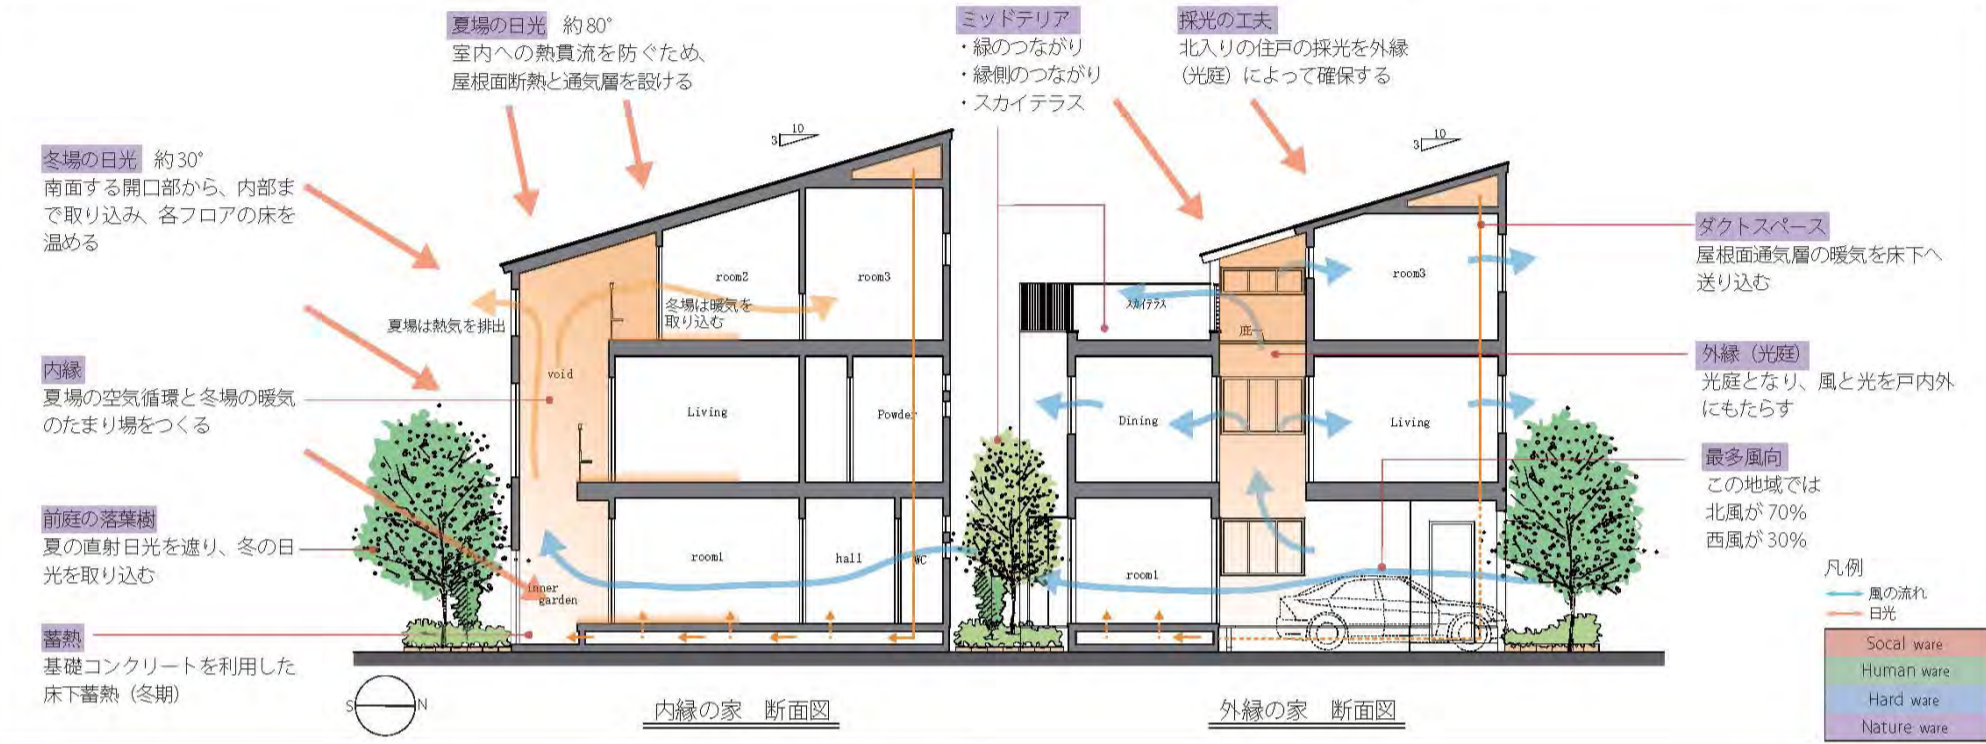 夏場の日光 約80°
室内への熱貫流を防ぐため、
屋根面断熱と通気層を設ける
ミッドテリア
・緑のつながり
・縁側のつながり
・スカイテラス
採光の工夫
北入りの住戸の採光を外縁
（光庭）によって確保する
冬場の日光 約30°
南面する開口部から、内部ま
で取り込み、各フロアの床を
温める
内縁
夏場の空気循環と冬場の暖気
のたまり場をつくる
前庭の落葉樹
夏の直射日光を遮り、冬の日
光を取り込む
蓄熱
基礎コンクリートを利用した
床下蓄熱（冬期）
10
3
room2
room3
夏場は熱気を排出
冬場は暖気を
取り込む
void
Living
Powder
room1
hall
WC
inner
garden
S
N
内縁の家 断面図
10
3
room3
スカイテラス
庇
Dining
Living
room1
外縁の家 断面図
ダクトスペース
屋根面通気層の暖気を床下へ
送り込む
外縁（光庭）
光庭となり、風と光を戸内外
にもたらす
最多風向
この地域では
北風が70%
西風が30%
凡例
風の流れ
日光
Socal ware
Human ware
Hard ware
Nature ware